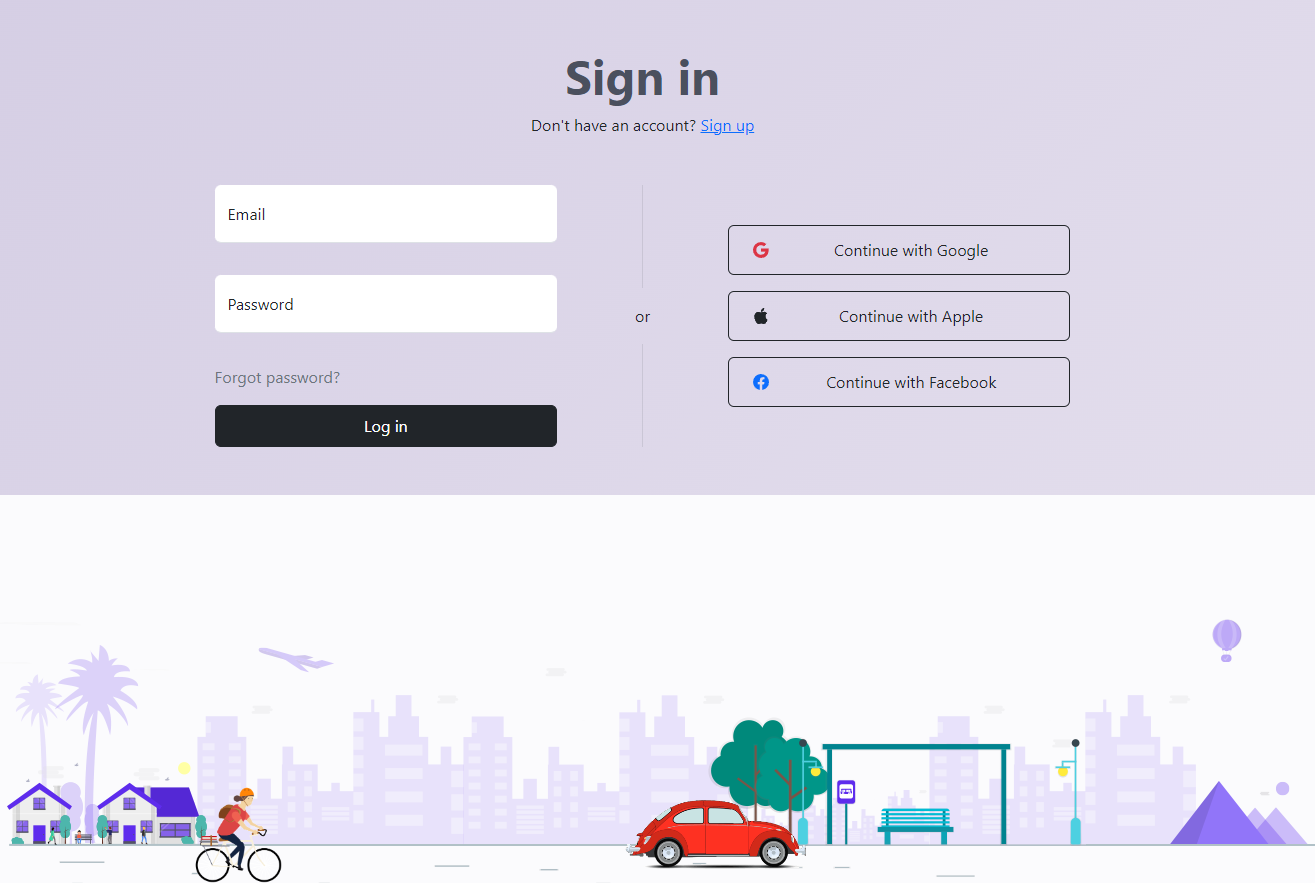 Sign in
Don't have an account? Sign up
Email
Password
Forgot password?
Log in
or
Continue with Google
Continue with Apple
Continue with Facebook